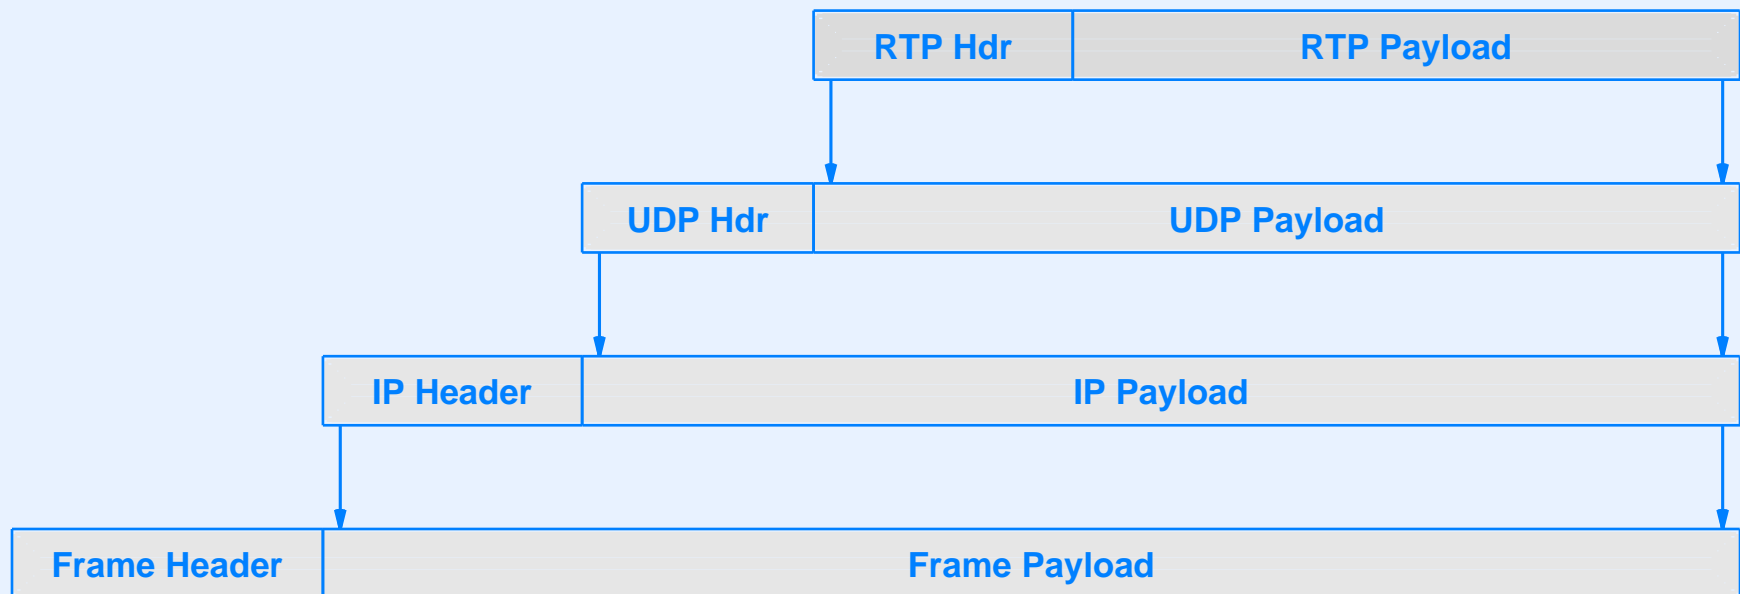 RTP Hdr RTP Payload
UDP Hdr UDP Payload
IP Header IP Payload
Frame Header Frame Payload